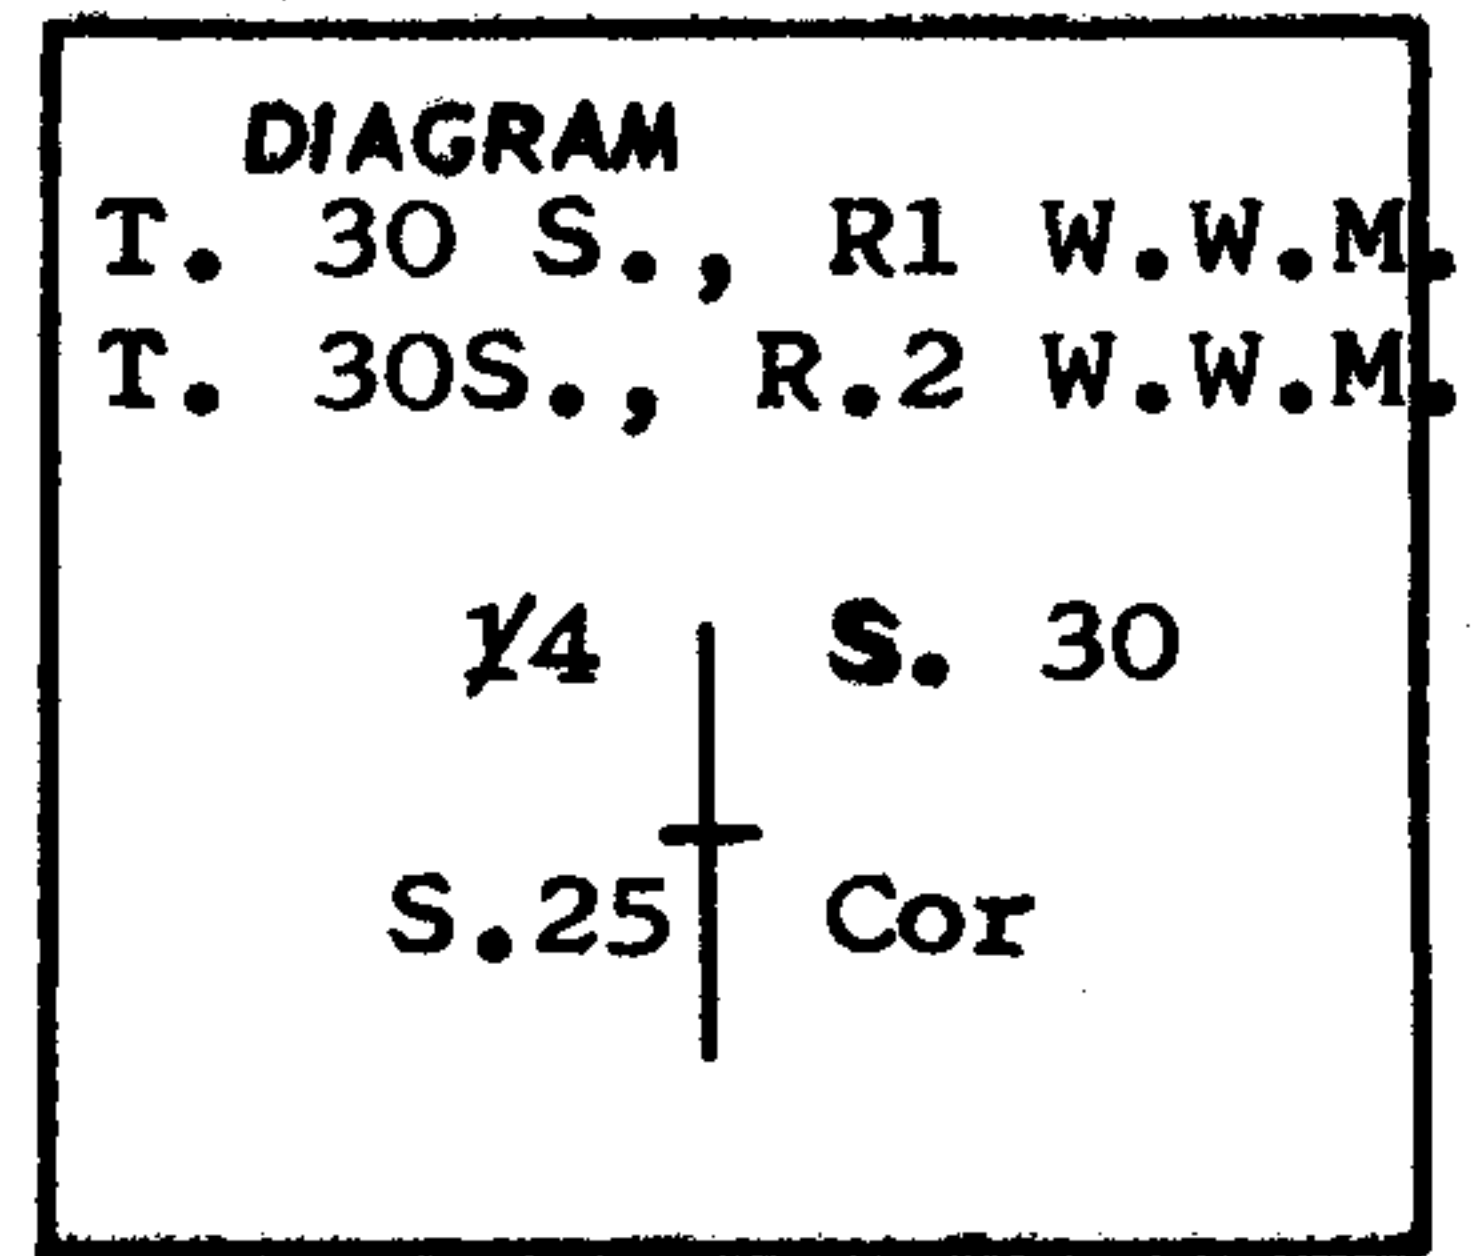 DIAGRAM
T. 30 S., R1 W.W.M.
T. 30S., R.2 W.W.M.
1/4 S. 30
S.25 Cor